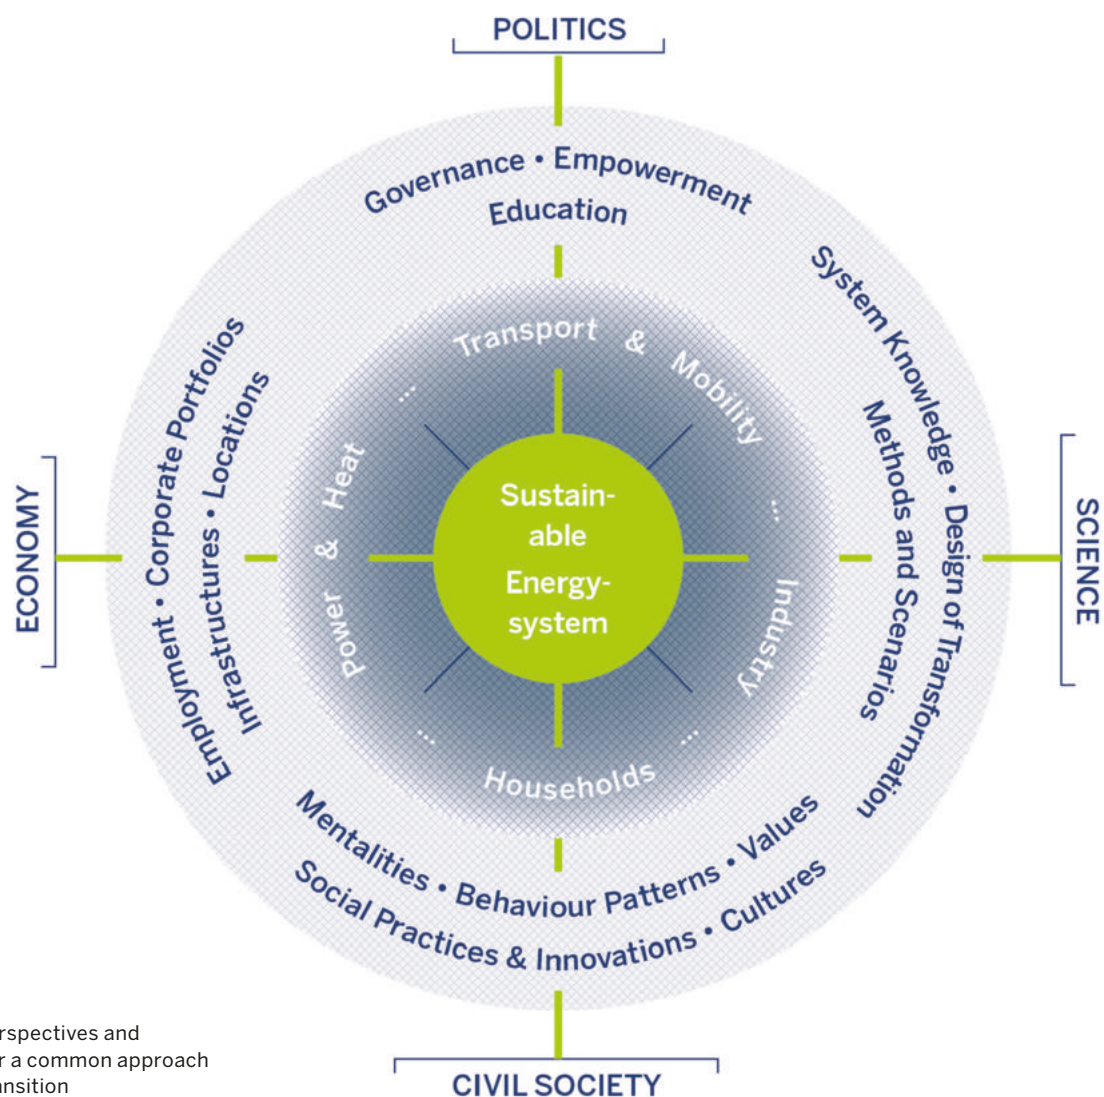 POLITICS
Governance • Empowerment
Education
System Knowledge • Design of Transformation
Methods and Scenarios
SCIENCE
ECONOMY
Employment • Corporate Portfolios
Infrastructures • Locations
Transport & Mobility
...
Industry
...
Households
...
Power & Heat
...
Sustain-
able
Energy-
system
Mentalities • Behaviour Patterns • Values
Social Practices & Innovations • Cultures
CIVIL SOCIETY
and
a common approach